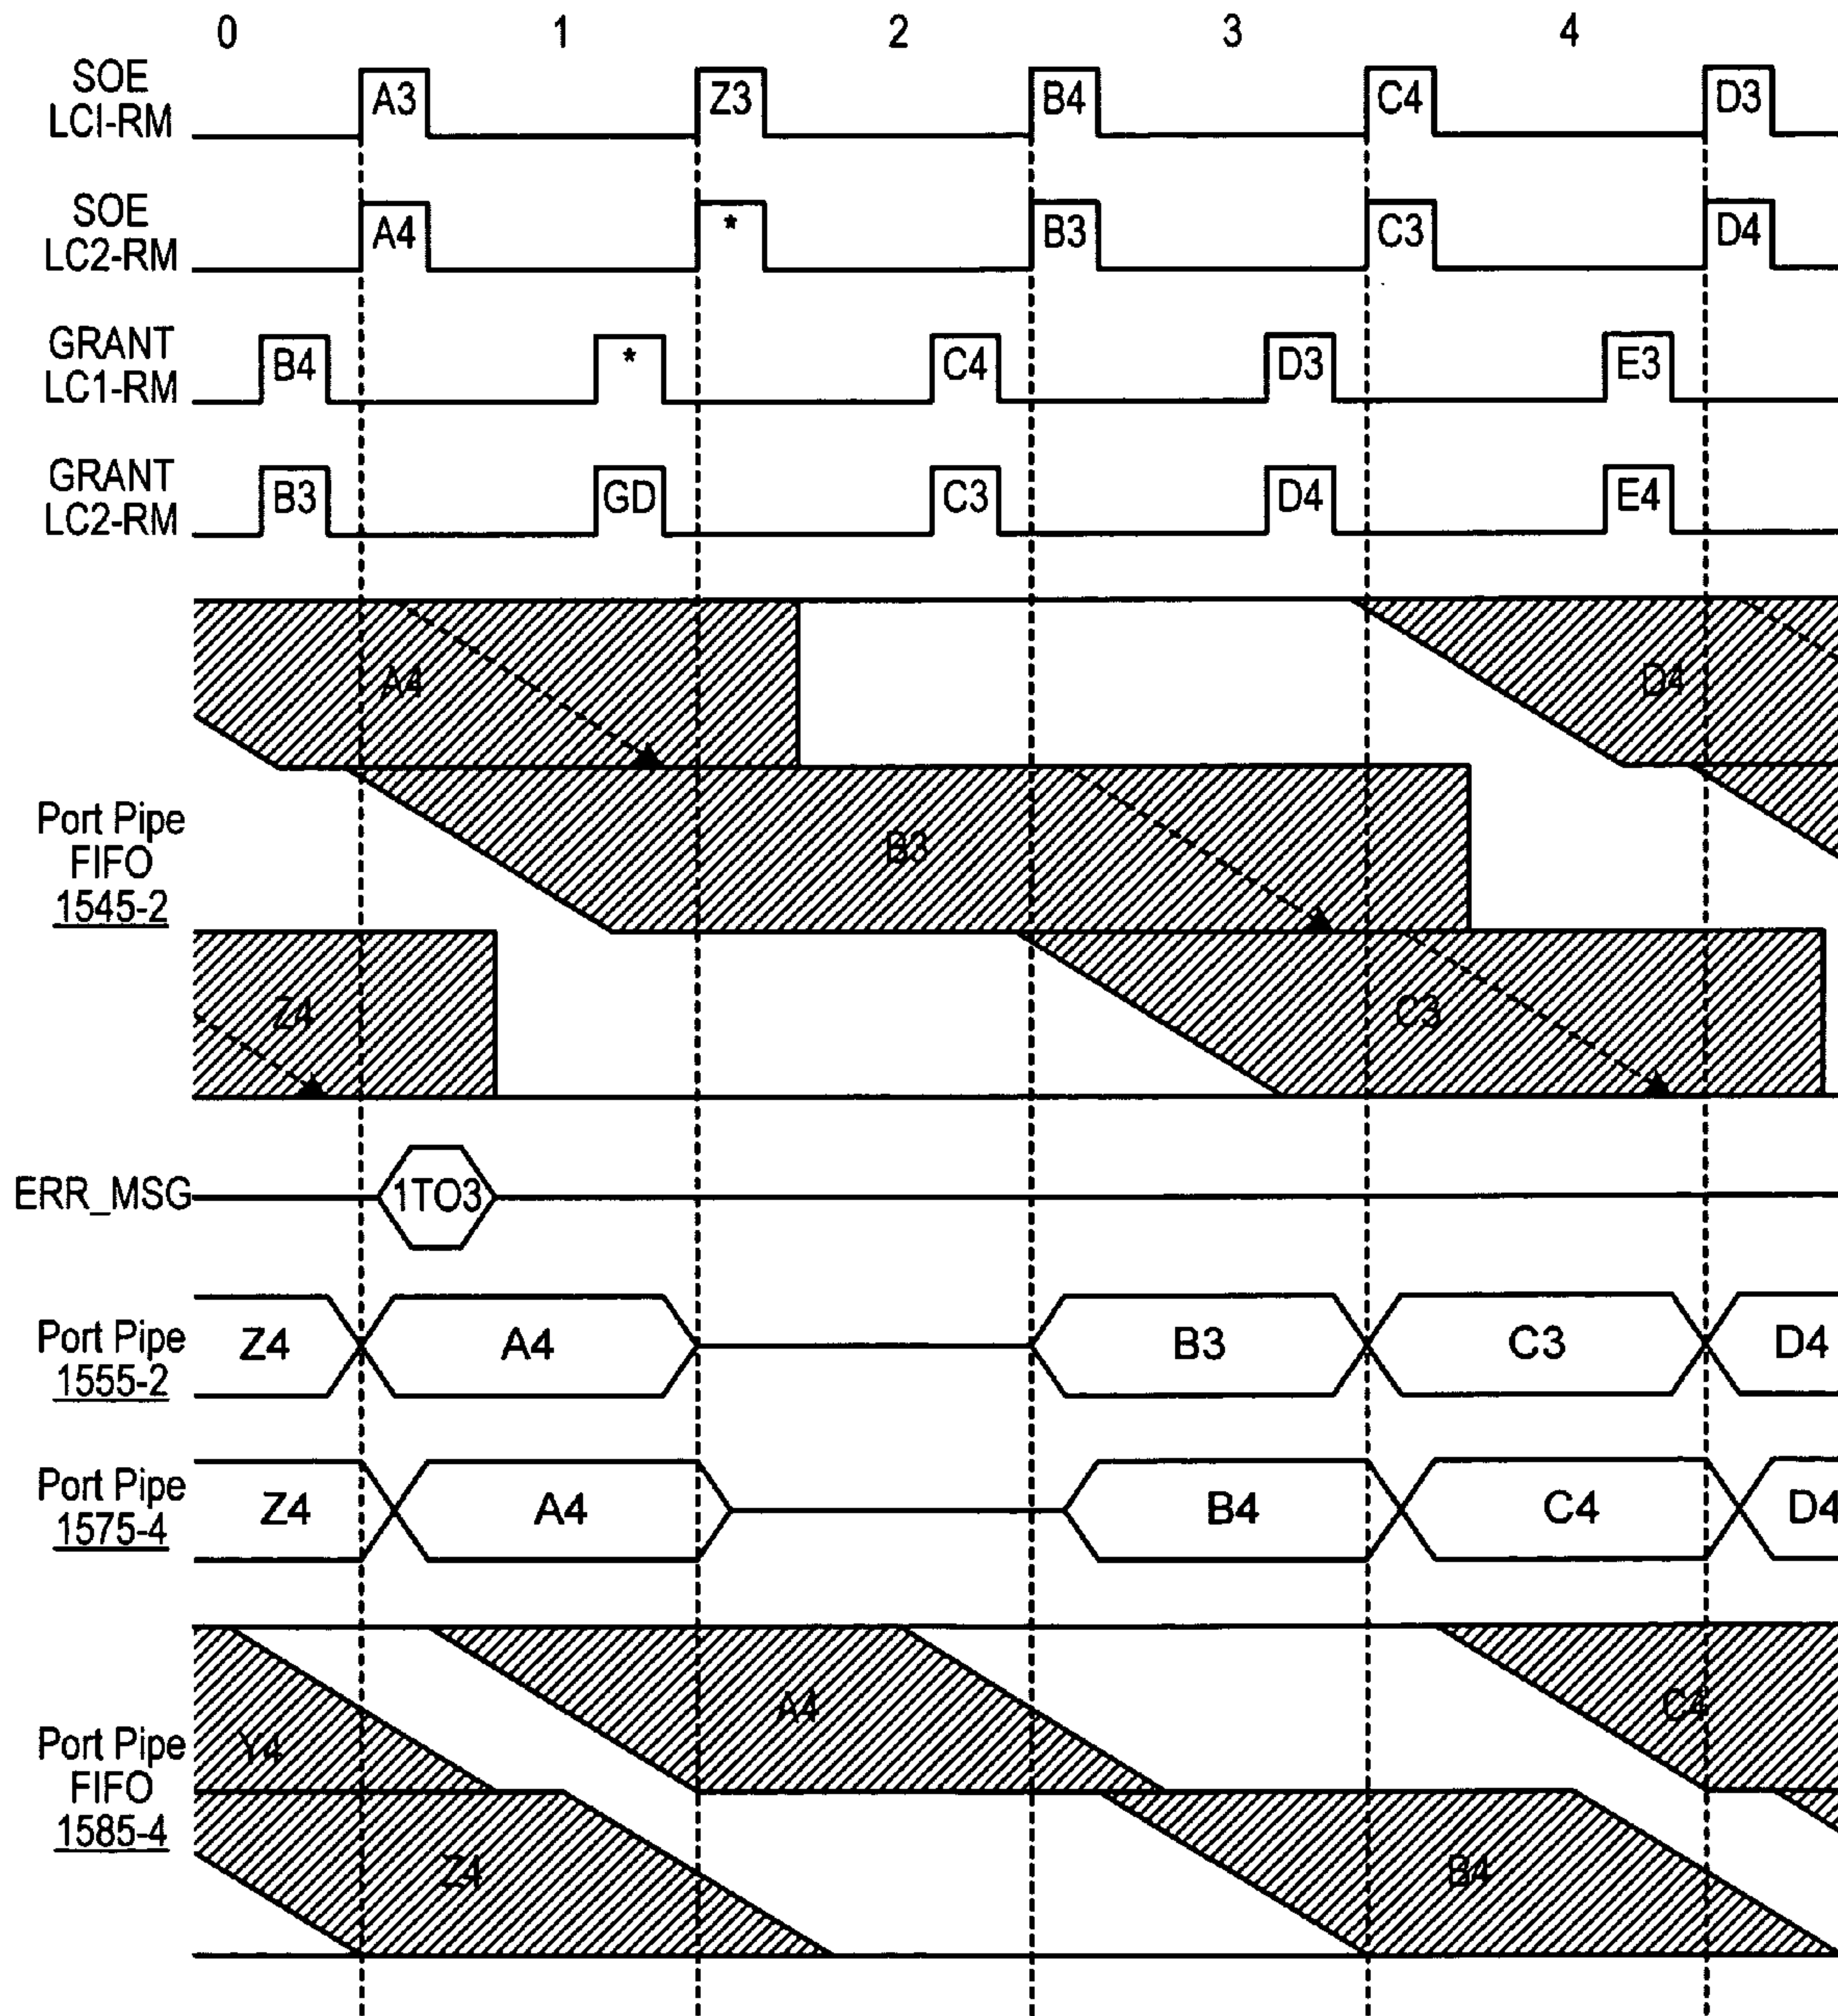 0 1 2 3 4
SOE
LCI-RM
A3 Z3 B4 C4 D3
SOE
LC2-RM
A4 * B3 C3 D4
GRANT
LC1-RM
B4 * C4 D3 E3
GRANT
LC2-RM
B3 GD C3 D4 E4
A4 D4
Port Pipe
FIFO
1545-2
B3
Z4 C3
ERR_MSG 1TO3
Port Pipe
1555-2
Z4 A4 B3 C3 D4
Port Pipe
1575-4
Z4 A4 B4 C4 D4
A4 C4
Port Pipe
FIFO
1585-4
Y4
Z4 B4